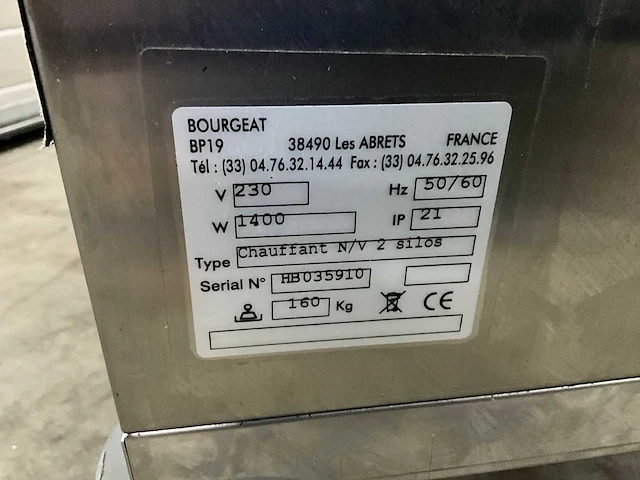 BOURGEAT
BP19 38490 Les ABRETS FRANCE
Tél : (33) 04.76.32.14.44 Fax : (33) 04.76.32.25.96
V 230 Hz 50/60
W 1400 IP 21
Type Chauffant N/V 2 silos
Serial N° HB035910
160 Kg CE